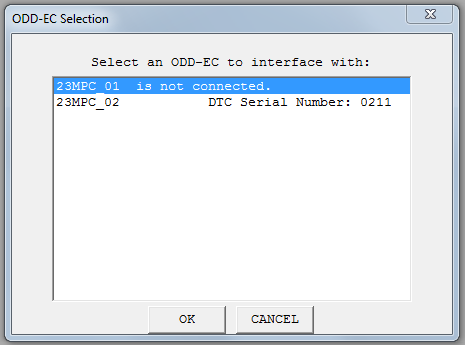 ODD-EC Selection
Select an ODD-EC to interface with:
23MPC_01 is not connected.
23MPC_02 DTC Serial Number: 0211
OK CANCEL